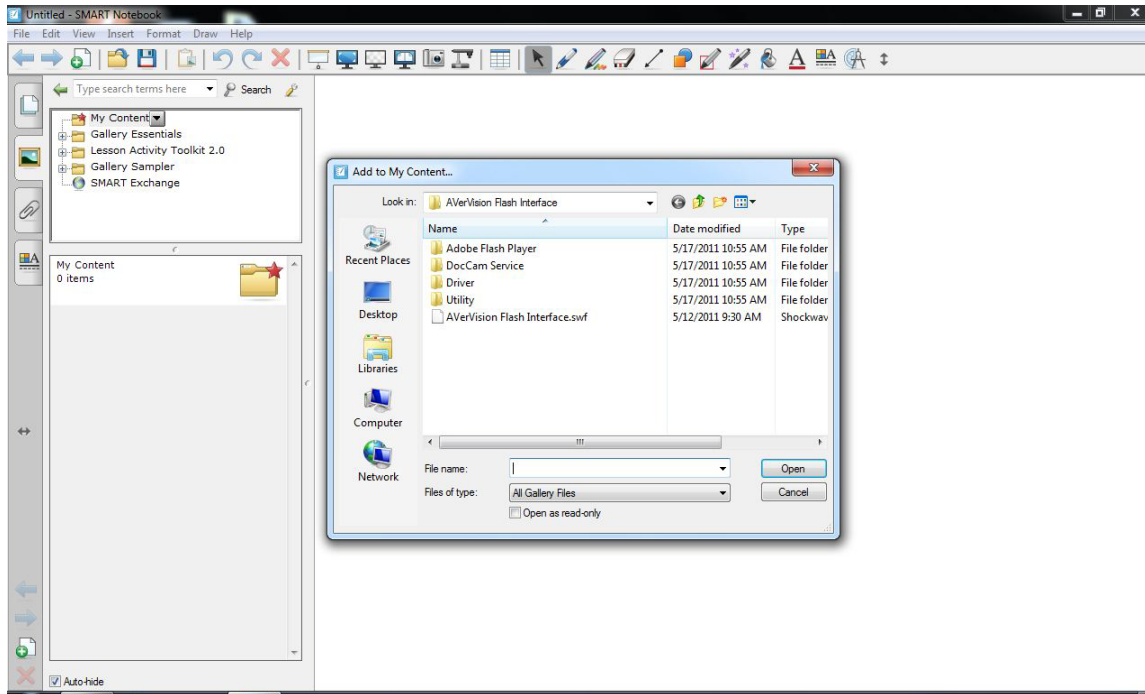 Untitled - SMART Notebook
File Edit View Insert Format Draw Help
Type search terms here Search
My Content
Gallery Essentials
Lesson Activity Toolkit 2.0
Gallery Sampler
SMART Exchange
My Content
0 items
Auto-hide
Add to My Content...
Look in: AVerVision Flash Interface
Recent Places
Desktop
Libraries
Computer
Network
Name Date modified Type
Adobe Flash Player 5/17/2011 10:55 AM File folder
DocCam Service 5/17/2011 10:55 AM File folder
Driver 5/17/2011 10:55 AM File folder
Utility 5/17/2011 10:55 AM File folder
AVerVision Flash Interface.swf 5/12/2011 9:30 AM Shockwav
File name: Open
Files of type: All Gallery Files Cancel
Open as read-only